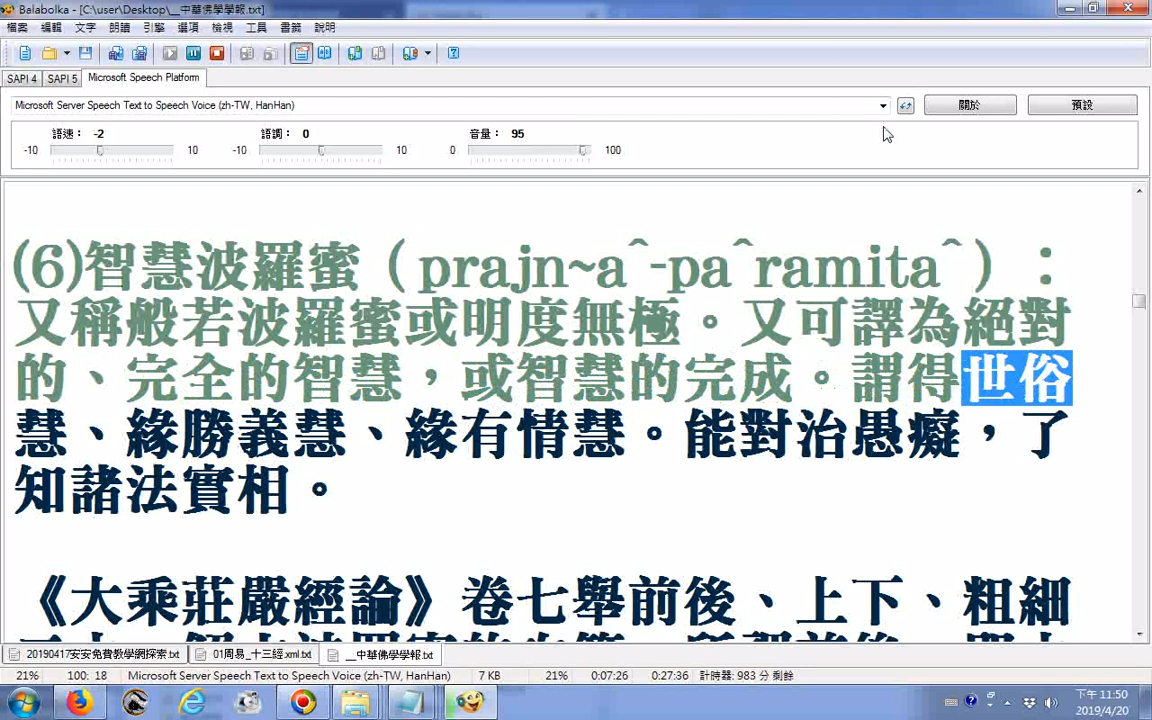 Balabolka - [C:\user\Desktop\__中華佛學學報.txt]
檔案 編輯 文字 朗讀 引擎 選項 檢視 工具 書籤 說明
SAPI 4 SAPI 5 Microsoft Speech Platform
Microsoft Server Speech Text to Speech Voice (zh-TW, HanHan) 關於 預設
語速： -2 語調： 0 音量： 95
-10 10 -10 10 0 100
(6)智慧波羅蜜（prajn~a^-pa^ramita^）：
又稱般若波羅蜜或明度無極。又可譯為絕對
的、完全的智慧，或智慧的完成。謂得世俗
慧、緣勝義慧、緣有情慧。能對治愚癡，了
知諸法實相。
《大乘莊嚴經論》卷七舉前後、上下、粗細
20190417安安免費教學網探索.txt 01周易_十三經.xml.txt __中華佛學學報.txt
21% 100: 18 Microsoft Server Speech Text to Speech Voice (zh-TW, HanHan) 7 KB 21% 0:07:26 0:27:36 計時器: 983 分 剩餘
下午 11:50
2019/4/20